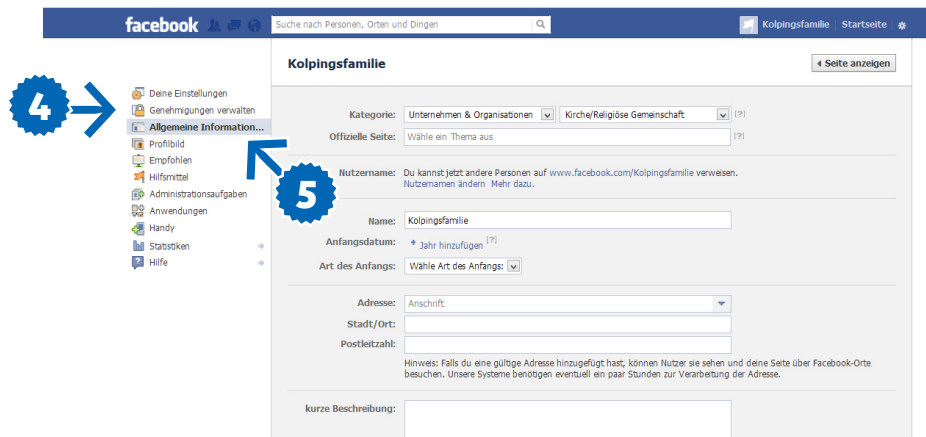 facebook
Suche nach Personen, Orten und Dingen
Kolpingsfamilie Startseite
Kolpingsfamilie
Seite anzeigen
4
5
Deine Einstellungen
Genehmigungen verwalten
Allgemeine Information...
Profilbild
Empfohlen
Hilfsmittel
Administrationsaufgaben
Anwendungen
Handy
Statistiken
Hilfe
Kategorie: Unternehmen & Organisationen Kirche/Religiöse Gemeinschaft [?]
Offizielle Seite: Wähle ein Thema aus [?]
Nutzername: Du kannst jetzt andere Personen auf www.facebook.com/Kolpingsfamilie verweisen.
Nutzernamen ändern Mehr dazu.
Name: Kolpingsfamilie
Anfangsdatum: + Jahr hinzufügen [?]
Art des Anfangs: Wähle Art des Anfangs:
Adresse: Anschrift
Stadt/Ort:
Postleitzahl:
Hinweis: Falls du eine gültige Adresse hinzugefügt hast, können Nutzer sie sehen und deine Seite über Facebook-Orte
besuchen. Unsere Systeme benötigen eventuell ein paar Stunden zur Verarbeitung der Adresse.
kurze Beschreibung: